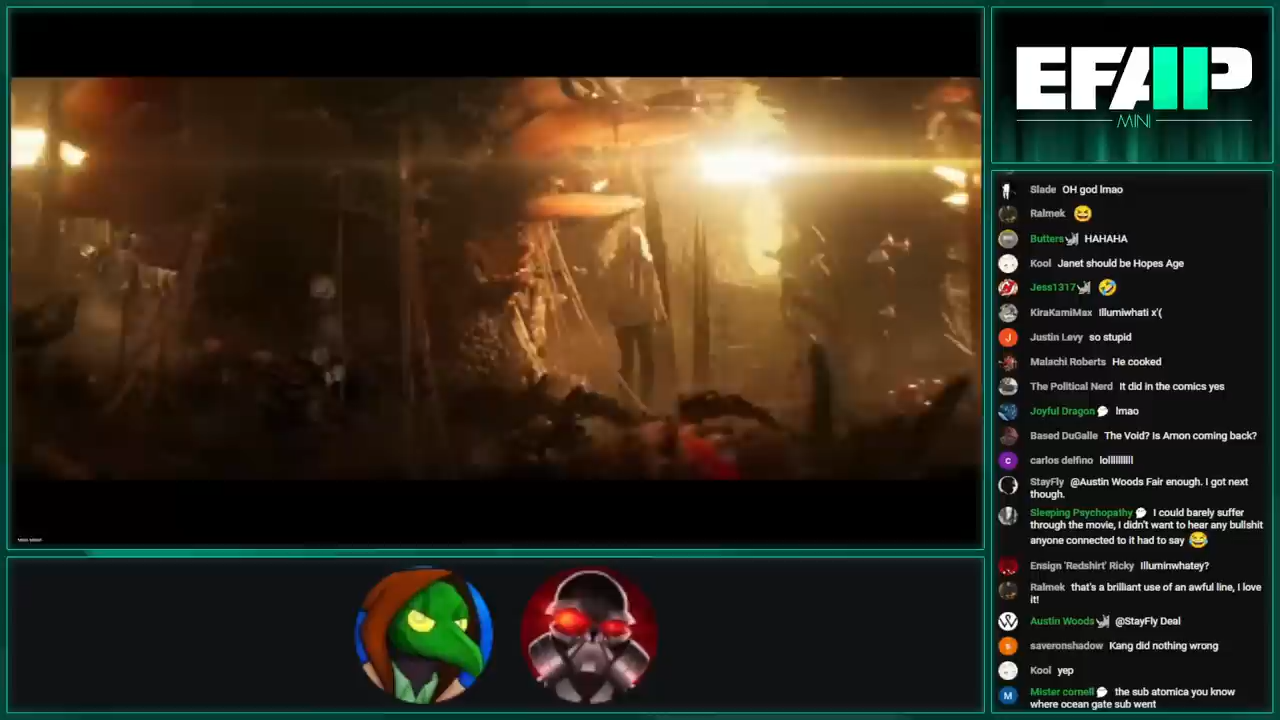 EFAP
MINI
Slade OH god lmao
Ralmek 😆
Butters HAHAHA
Kool Janet should be Hopes Age
Jess1317 🤣
KiraKamiMax Illumiwhati x'(
Justin Levy so stupid
Malachi Roberts He cooked
The Political Nerd It did in the comics yes
Joyful Dragon lmao
Based DuGalle The Void? Is Amon coming back?
carlos delfino lolllllllllll
StayFly @Austin Woods Fair enough. I got next
though.
Sleeping Psychopathy I could barely suffer
through the movie, I didn't want to hear any bullshit
anyone connected to it had to say 😂
Ensign 'Redshirt' Ricky Illuminwhatey?
Ralmek that's a brilliant use of an awful line, I love
it!
Austin Woods @StayFly Deal
saveronshadow Kang did nothing wrong
Kool yep
Mister cornell the sub atomica you know
where ocean gate sub went